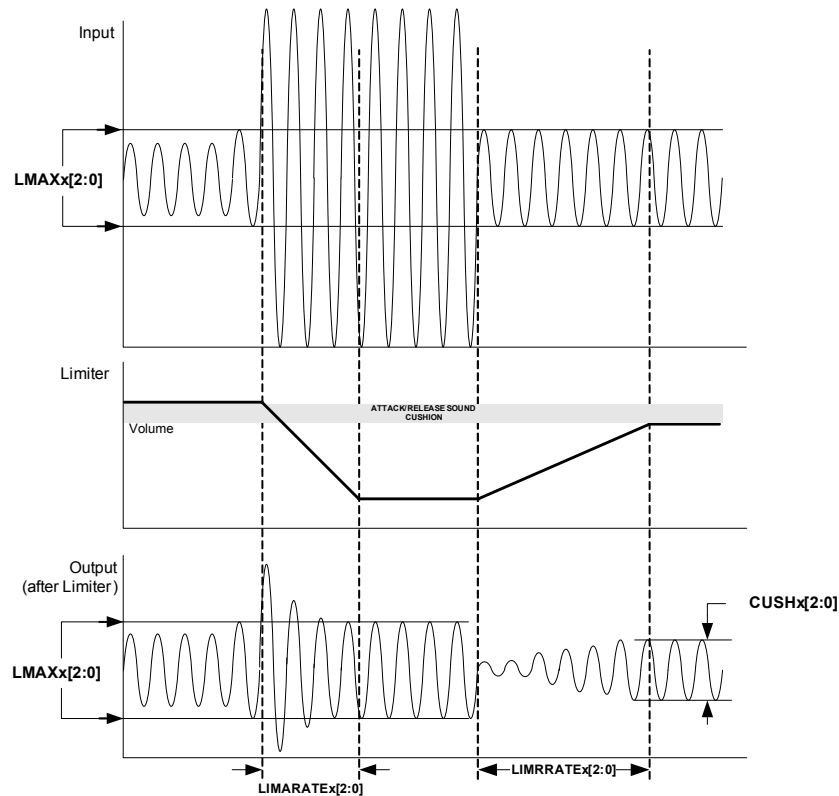 Input
LMAXx[2:0]
Limiter
ATTACK/RELEASE SOUND
CUSHION
Volume
Output
(after Limiter)
CUSHx[2:0]
LMAXx[2:0]
LIMARATEx[2:0]
LIMRRATEx[2:0]